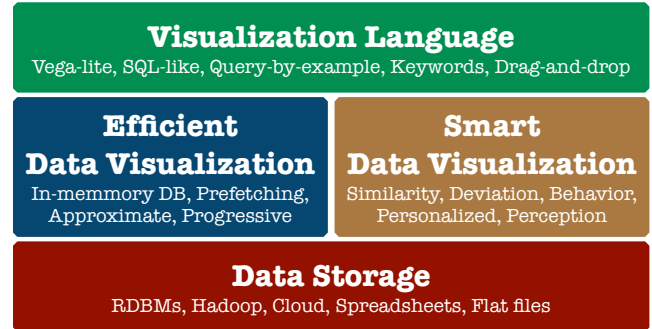 Visualization Language
Vega-lite, SQL-like, Query-by-example, Keywords, Drag-and-drop
Efficient
Data Visualization
In-memmory DB, Prefetching,
Approximate, Progressive
Smart
Data Visualization
Similarity, Deviation, Behavior,
Personalized, Perception
Data Storage
RDBMs, Hadoop, Cloud, Spreadsheets, Flat files